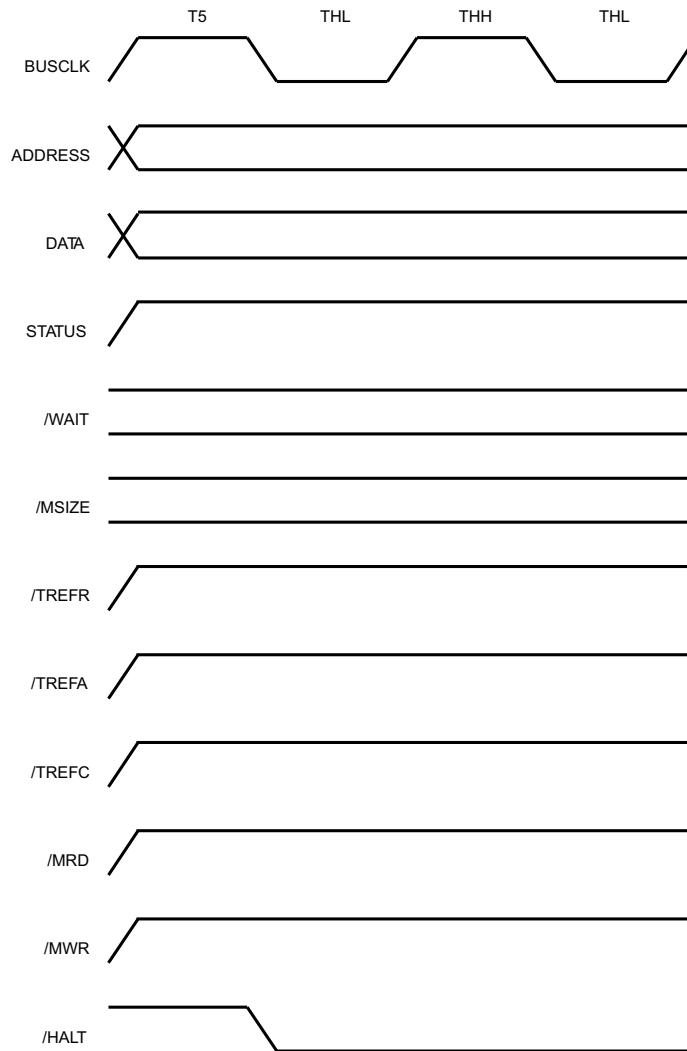 T5 THL THH THL
BUSCLK
ADDRESS
DATA
STATUS
/WAIT
/MSIZE
/TREFR
/TREFA
/TREFC
/MRD
/MWR
/HALT